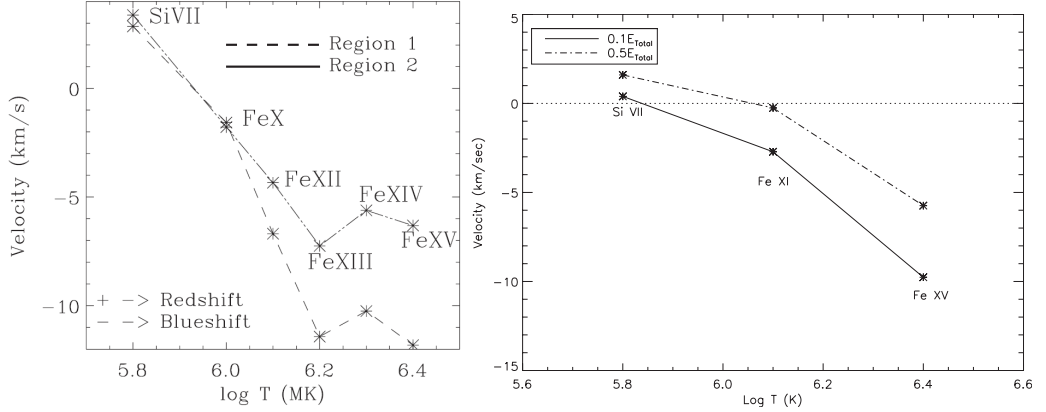 SiVII
Region 1
Region 2
FeX
FeXII
FeXIV
FeXV
FeXIII
+ -> Redshift
- -> Blueshift
0
-5
-10
Velocity (km/s)
5.8
6.0
6.2
6.4
log T (MK)
0.1E_Total
0.5E_Total
Si VII
Fe XI
Fe XV
5
0
-5
-10
-15
Velocity (km/sec)
5.6
5.8
6.0
6.2
6.4
6.6
Log T (K)